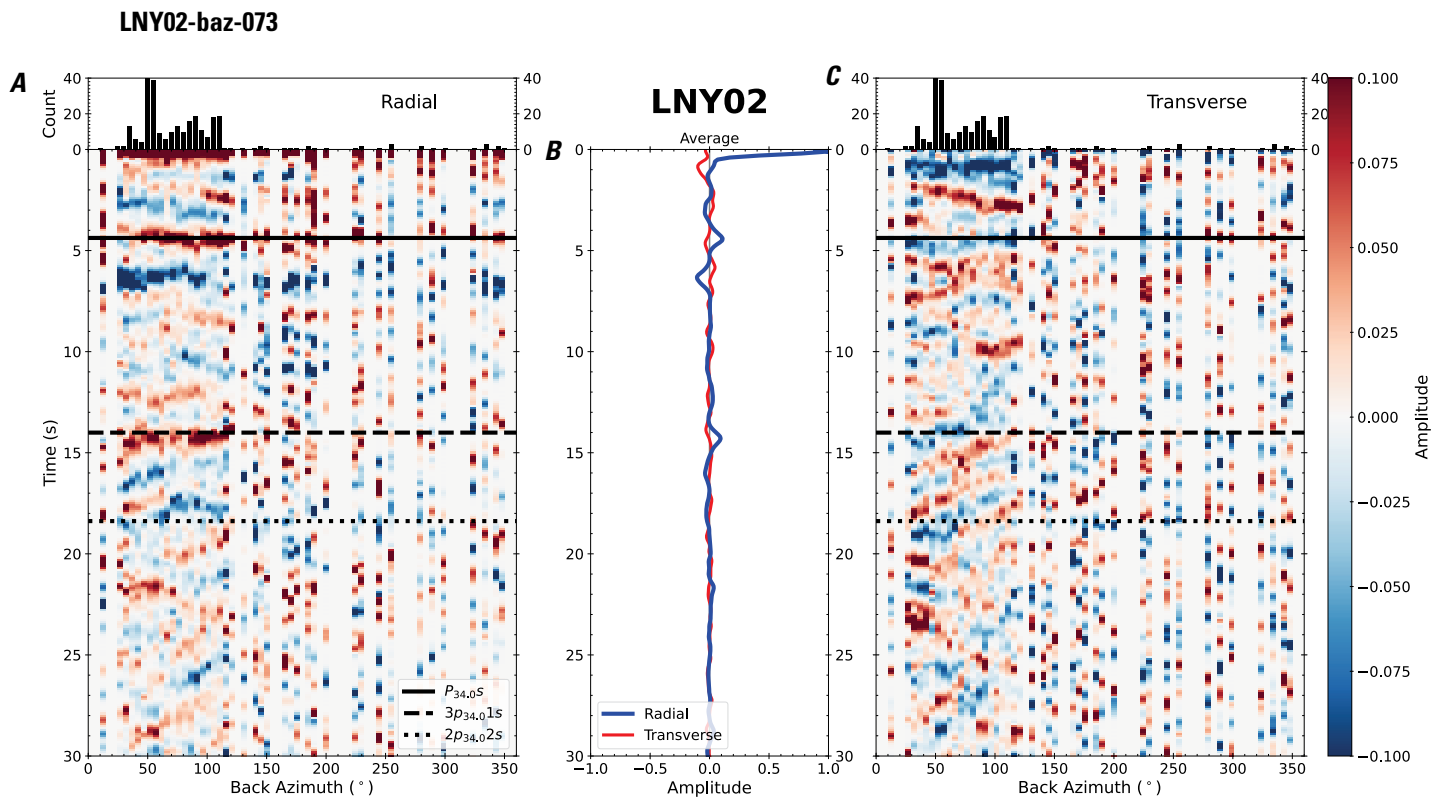 LNY02-baz-073
A
Count
40
20
0
Radial
40
20
0
LNY02
Average
B
C
40
20
0
Transverse
40
20
0
0
5
10
15
20
25
30
Time (s)
P34.0s
3p34.01s
2p34.02s
0 50 100 150 200 250 300 350
Back Azimuth (°)
0
5
10
15
20
25
30
Radial
Transverse
−1.0 −0.5 0.0 0.5 1.0
Amplitude
0
5
10
15
20
25
30
0 50 100 150 200 250 300 350
Back Azimuth (°)
0.100
0.075
0.050
0.025
0.000
−0.025
−0.050
−0.075
−0.100
Amplitude